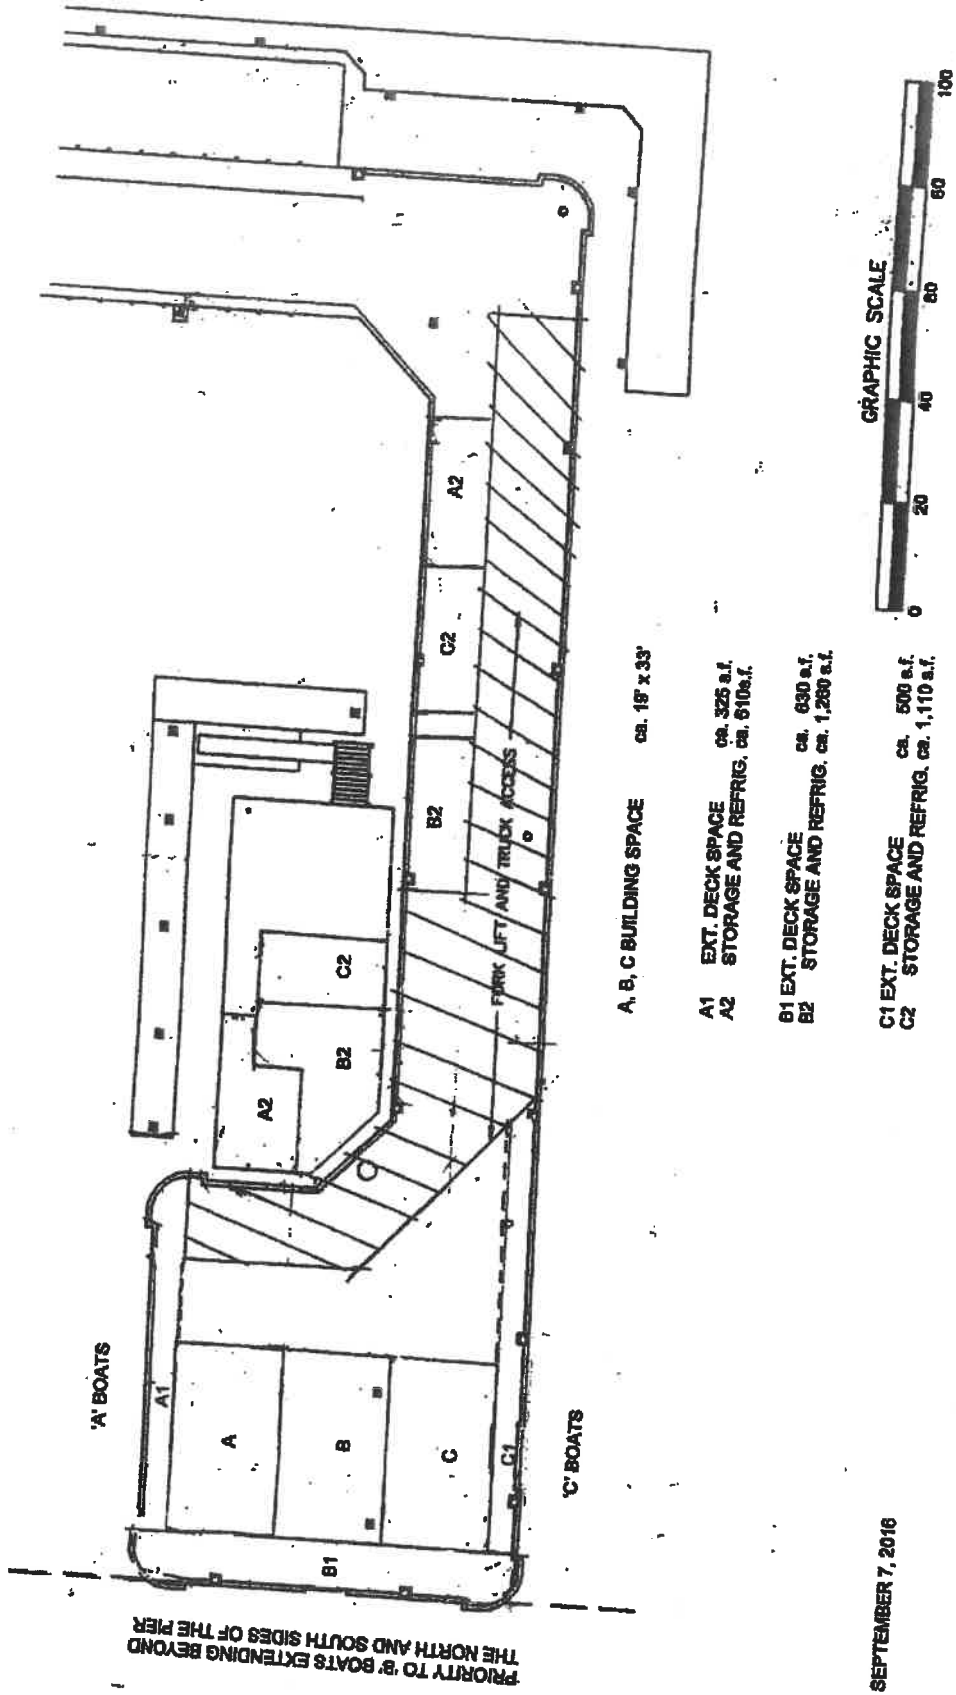 'A' BOATS
A1
A
B
C
C1
B1
'C' BOATS
PRIORITY TO 'B' BOATS EXTENDING BEYOND
THE NORTH AND SOUTH SIDES OF THE PIER
A2
B2
C2
B2
C2
A2
FORK LIFT AND TRUCK ACCESS
A, B, C BUILDING SPACE ca. 18' x 33'
A1 EXT. DECK SPACE ca. 325 s.f.
A2 STORAGE AND REFRIG. ca. 610s.f.
B1 EXT. DECK SPACE ca. 630 s.f.
B2 STORAGE AND REFRIG. ca. 1,260 s.f.
C1 EXT. DECK SPACE ca. 500 s.f.
C2 STORAGE AND REFRIG. ca. 1,110 s.f.
GRAPHIC SCALE
0 20 40 60 80 100
SEPTEMBER 7, 2016